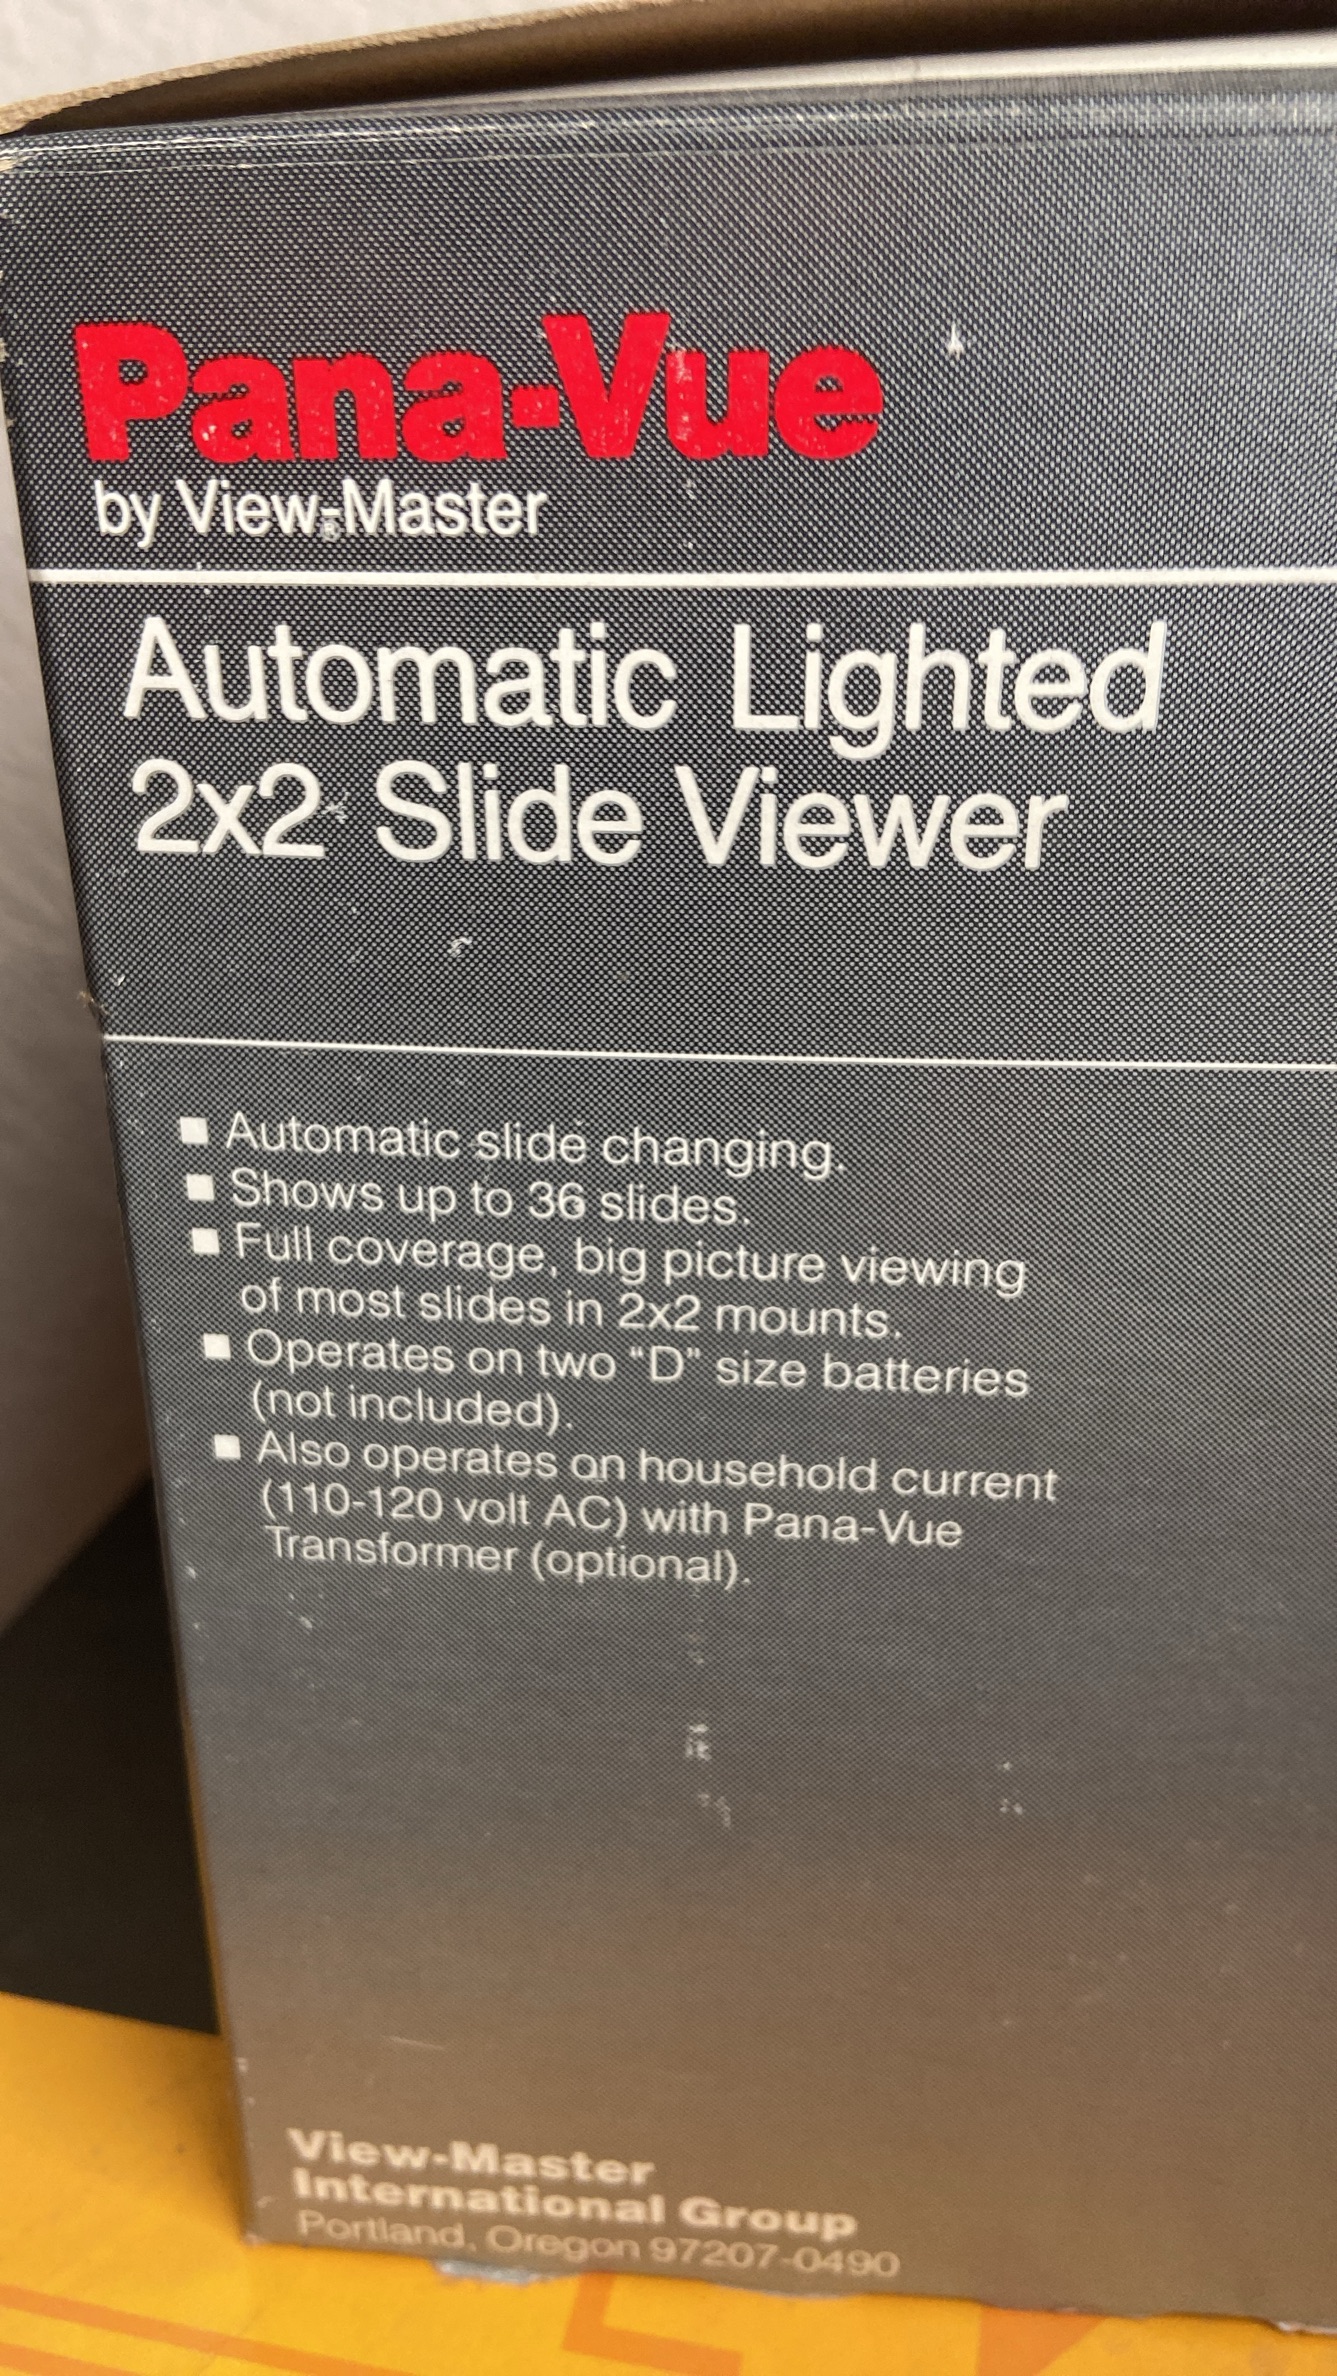 Pana-Vue
by View-Master®
Automatic Lighted
2x2 Slide Viewer
■ Automatic slide changing.
■ Shows up to 36 slides.
■ Full coverage, big picture viewing
of most slides in 2x2 mounts.
■ Operates on two “D” size batteries
(not included).
■ Also operates on household current
(110-120 volt AC) with Pana-Vue
Transformer (optional).
View-Master
International Group
Portland, Oregon 97207-0490